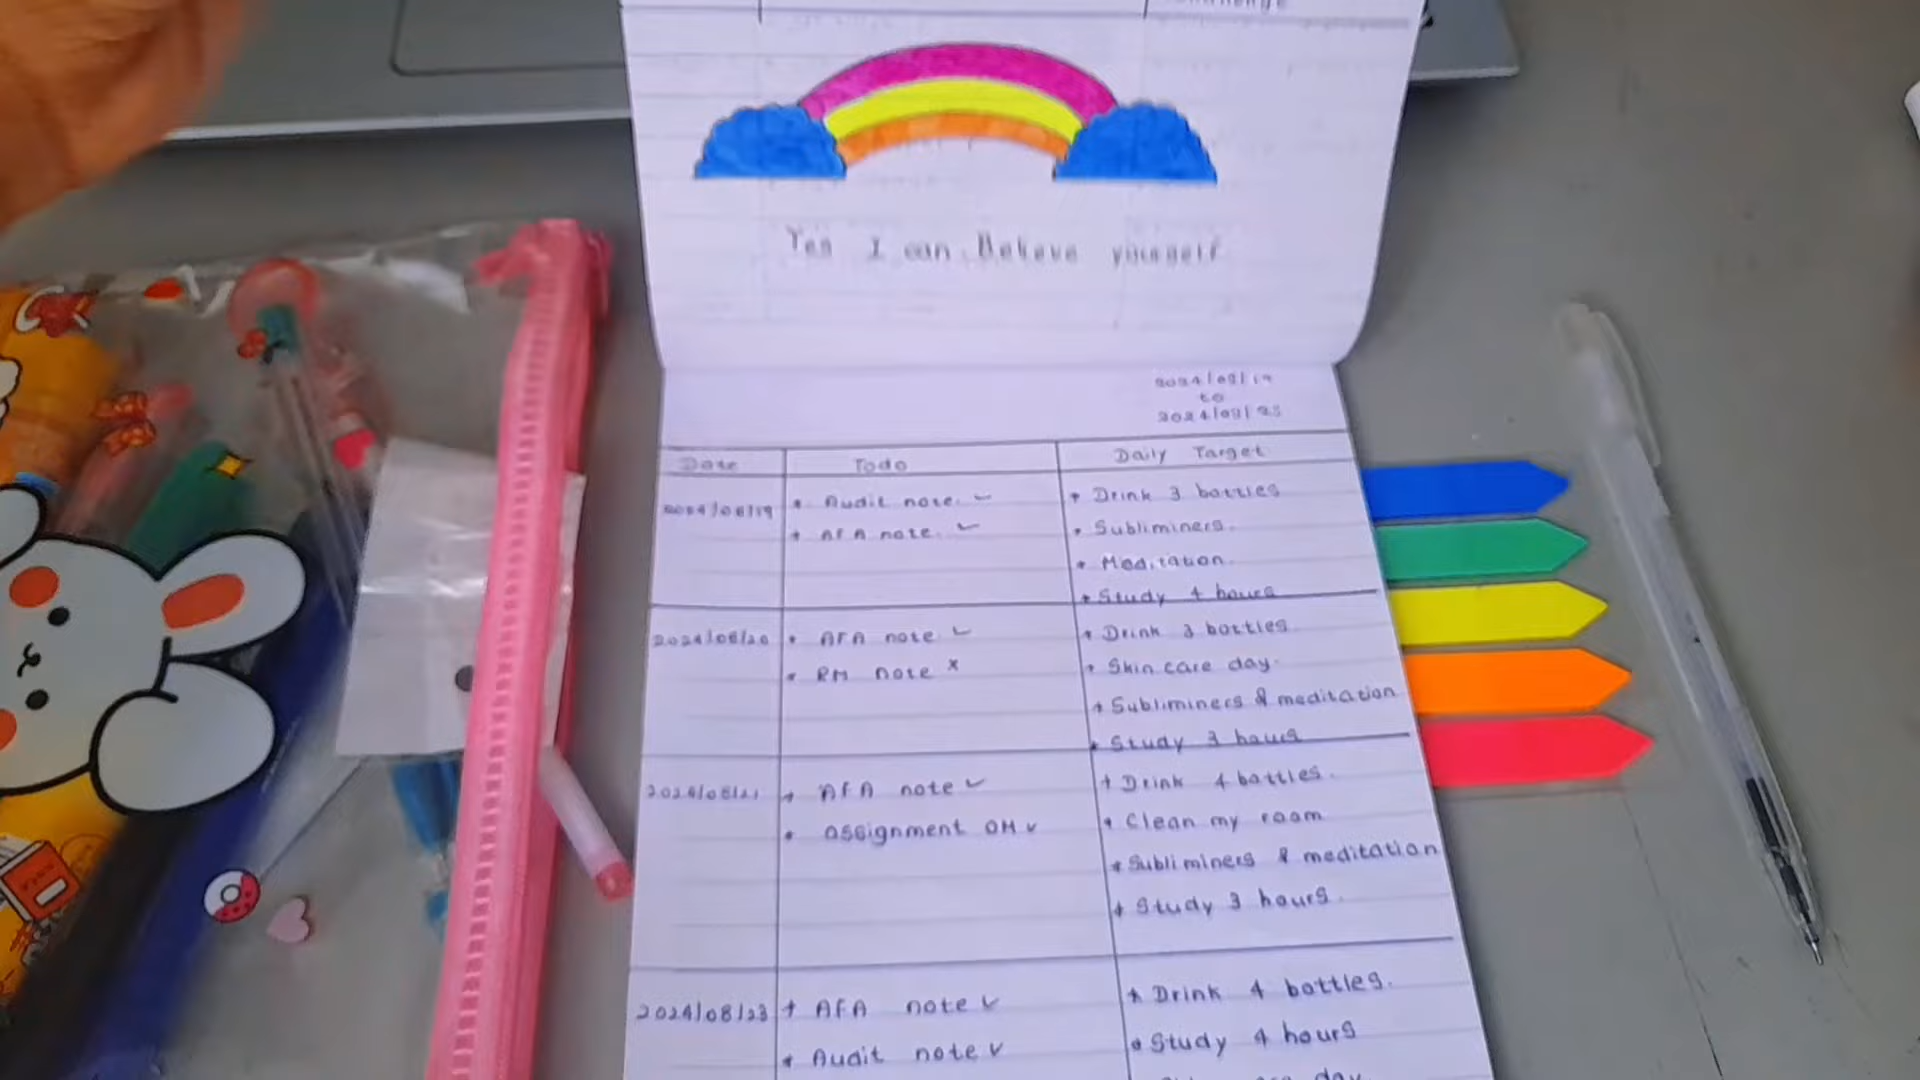 Yes I can Believe yourself
2024/08/19
to
Date Todo Daily Target
2024/08/19
* Audit note. ✓
* AFA note. ✓
* Drink 3 bottles
* Subliminers.
* Meditation.
* Study 4 hours
2024/08/20
* AFA note ✓
* RM note ×
* Drink 3 bottles
* Skin care day.
* Subliminers & meditation
* Study 3 hours
2024/08/21
* AFA note ✓
* assignment OM ✓
* Drink 4 bottles.
* Clean my room
* Subliminers & meditation
* Study 3 hours.
2024/08/23
* AFA note ✓
* Audit note ✓
* Drink 4 bottles.
* Study 4 hours
day